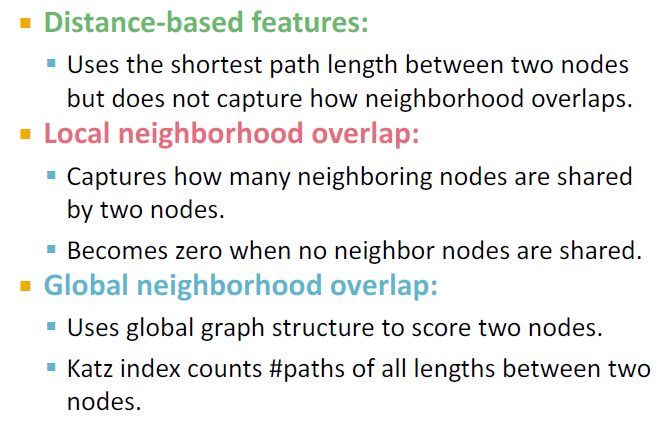 Distance-based features:
Uses the shortest path length between two nodes
but does not capture how neighborhood overlaps.
Local neighborhood overlap:
Captures how many neighboring nodes are shared
by two nodes.
Becomes zero when no neighbor nodes are shared.
Global neighborhood overlap:
Uses global graph structure to score two nodes.
Katz index counts #paths of all lengths between two
nodes.